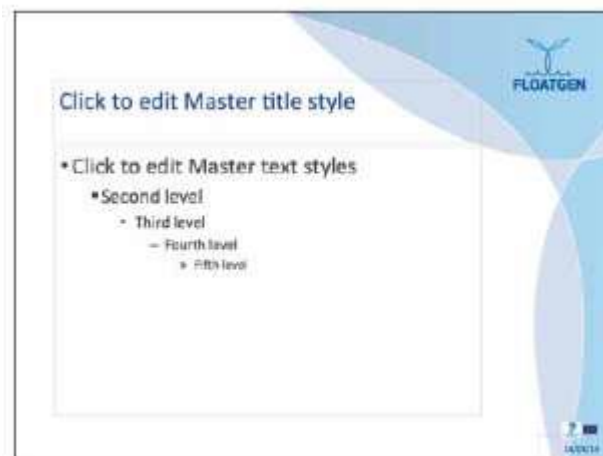 FLOATGEN
Click to edit Master title style
•Click to edit Master text styles
▪Second level
• Third level
– Fourth level
» Fifth level